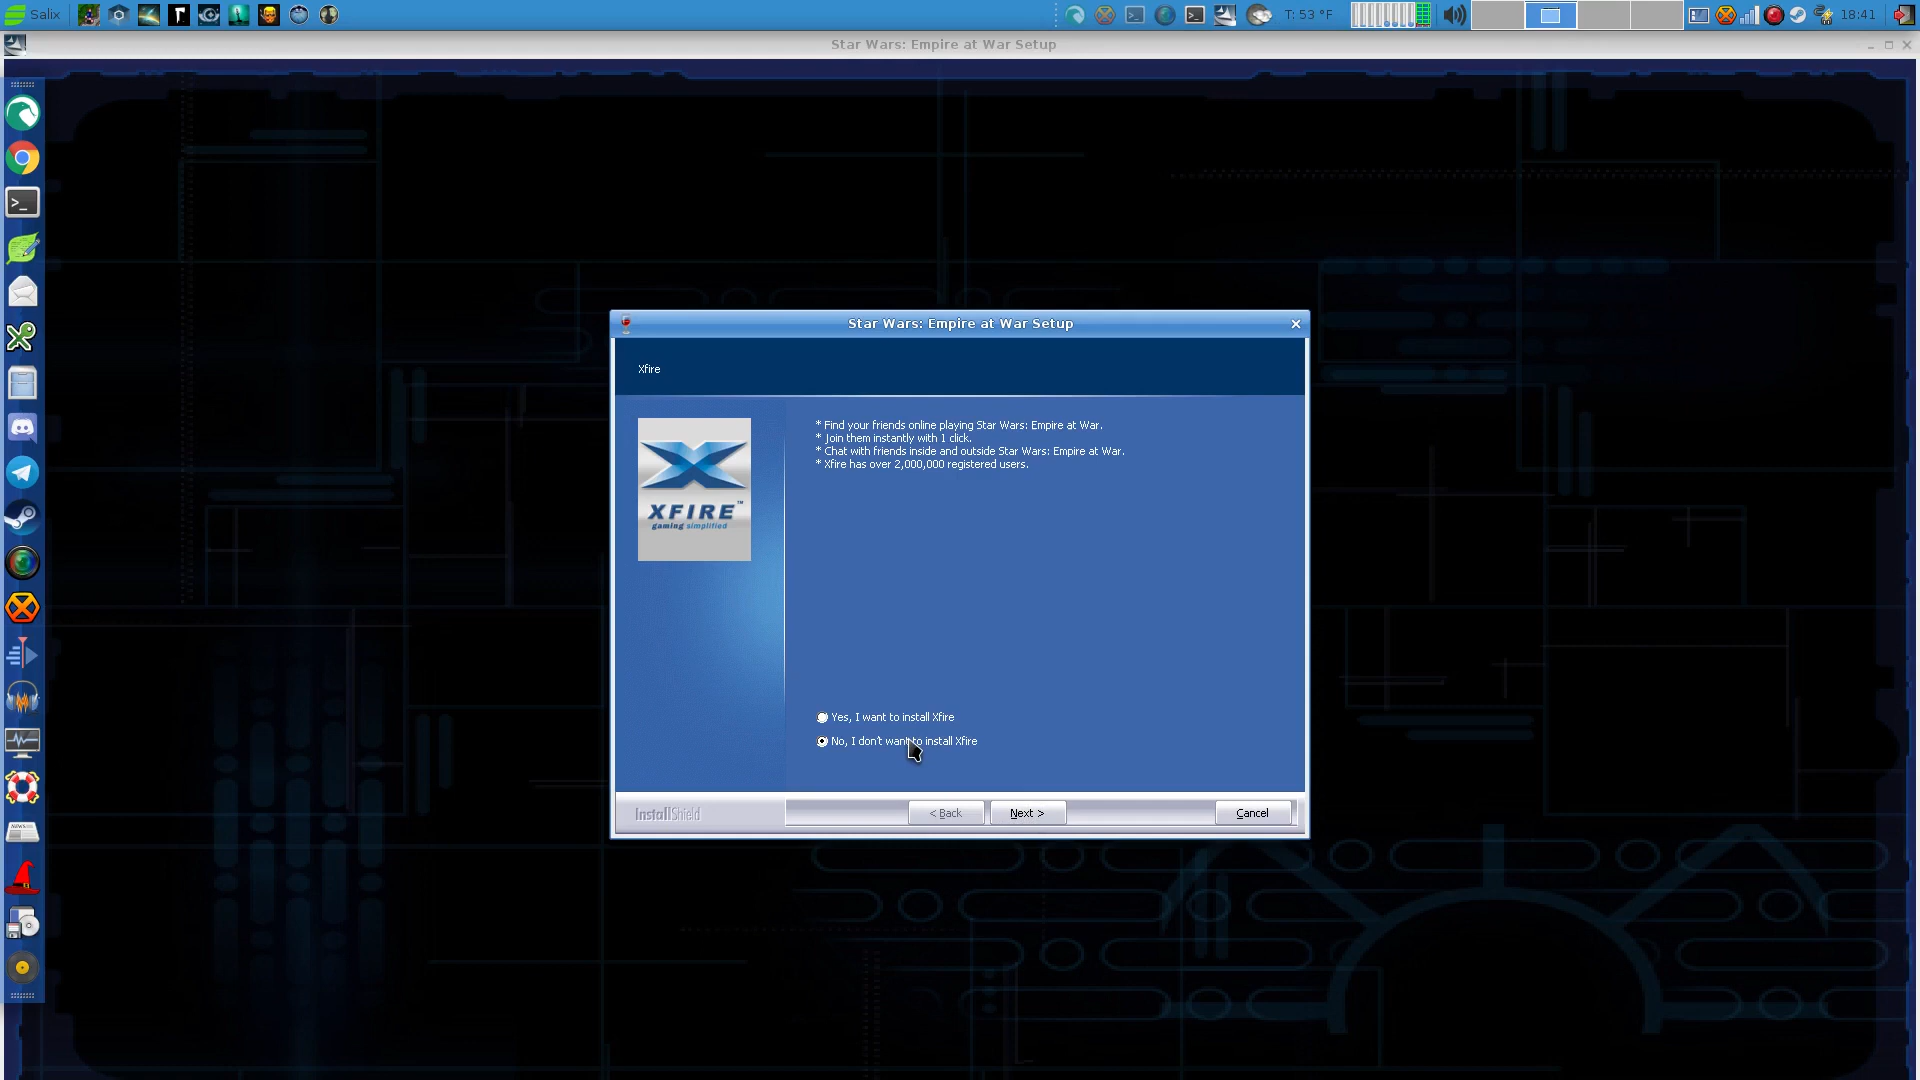 Salix
T: 53 °F
18:41
Star Wars: Empire at War Setup
Star Wars: Empire at War Setup
Xfire
* Find your friends online playing Star Wars: Empire at War.
* Join them instantly with 1 click.
* Chat with friends inside and outside Star Wars: Empire at War.
* Xfire has over 2,000,000 registered users.
XFIRE™
gaming simplified
Yes, I want to install Xfire
No, I don't want to install Xfire
InstallShield
< Back
Next >
Cancel
NEWS